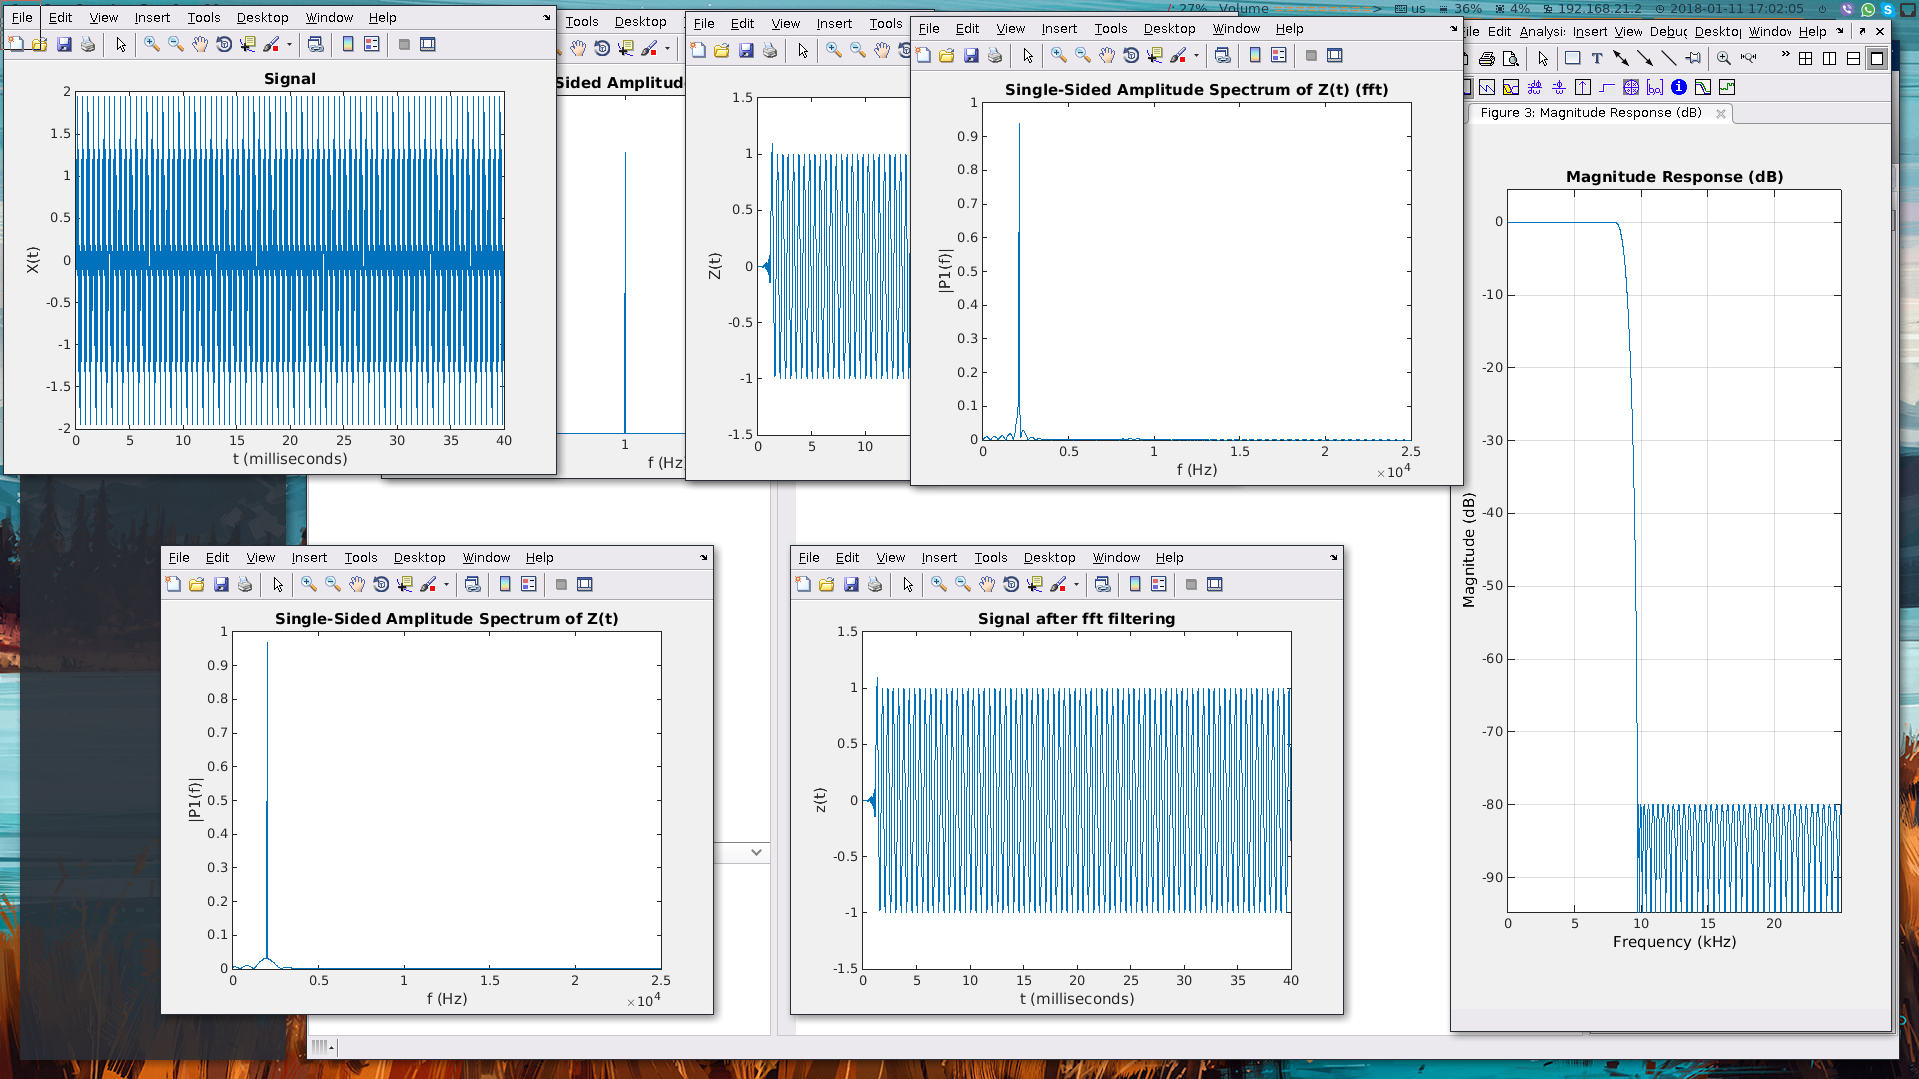 27% Volume > us 36% 4% 192.168.21.2 2018-01-11 17:02:05
File Edit View Insert Tools Desktop Window Help
Signal
2
1.5
1
0.5
0
-0.5
-1
-1.5
-2
X(t)
0 5 10 15 20 25 30 35 40
t (milliseconds)
Tools Desktop
Sided Amplitud
1
f (Hz
File Edit View Insert Tools
1.5
1
0.5
0
-0.5
-1
-1.5
Z(t)
0 5 10
File Edit View Insert Tools Desktop Window Help
Single-Sided Amplitude Spectrum of Z(t) (fft)
1
0.9
0.8
0.7
0.6
0.5
0.4
0.3
0.2
0.1
0
|P1(f)|
0 0.5 1 1.5 2 2.5
×10^4
f (Hz)
ile Edit Analysi Insert View Debug Desktop Window Help
Figure 3: Magnitude Response (dB)
Magnitude Response (dB)
0
-10
-20
-30
-40
-50
-60
-70
-80
-90
Magnitude (dB)
0 5 10 15 20
Frequency (kHz)
File Edit View Insert Tools Desktop Window Help
Single-Sided Amplitude Spectrum of Z(t)
1
0.9
0.8
0.7
0.6
0.5
0.4
0.3
0.2
0.1
0
|P1(f)|
0 0.5 1 1.5 2 2.5
×10^4
f (Hz)
File Edit View Insert Tools Desktop Window Help
Signal after fft filtering
1.5
1
0.5
0
-0.5
-1
-1.5
z(t)
0 5 10 15 20 25 30 35 40
t (milliseconds)